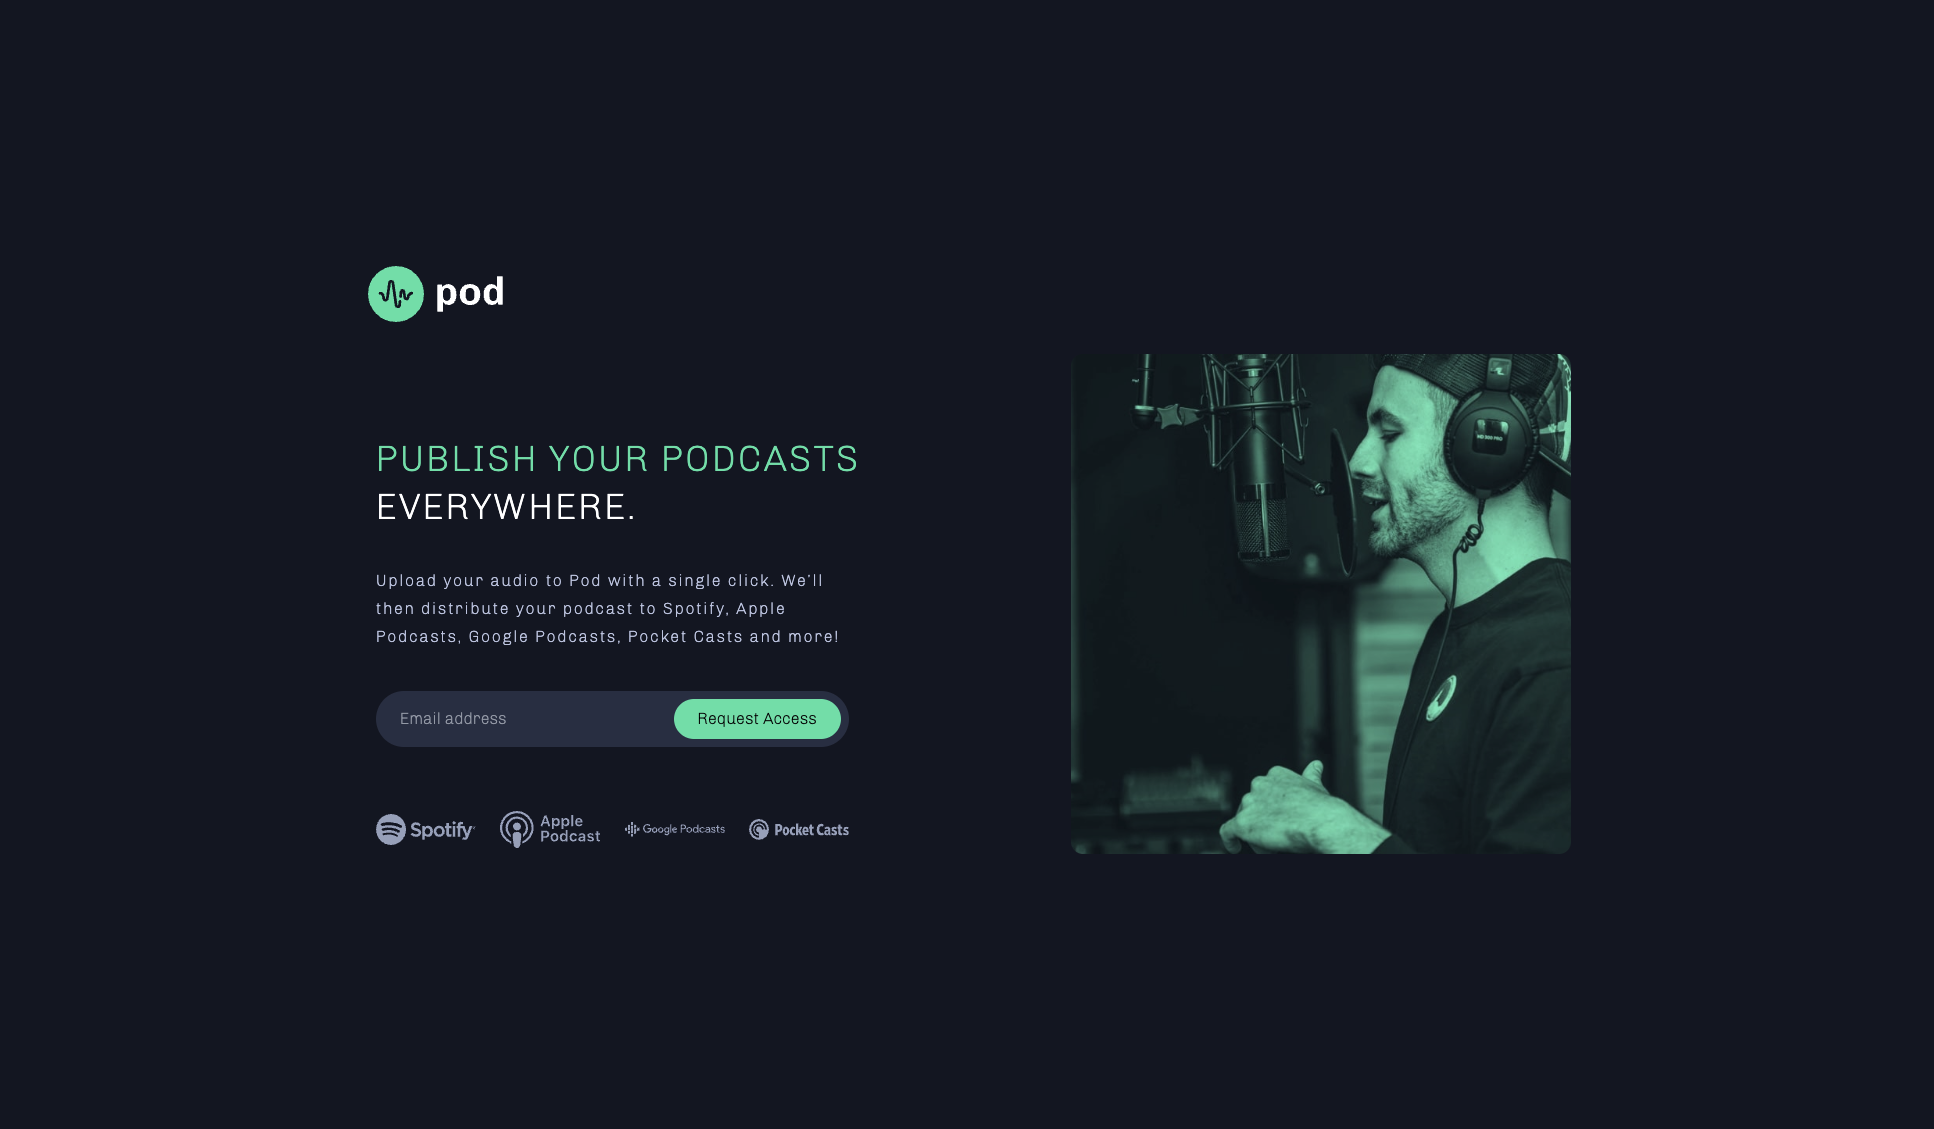 pod
PUBLISH YOUR PODCASTS
EVERYWHERE.
Upload your audio to Pod with a single click. We’ll
then distribute your podcast to Spotify, Apple
Podcasts, Google Podcasts, Pocket Casts and more!
Email address
Request Access
Spotify
Apple
Podcast
Google Podcasts
Pocket Casts